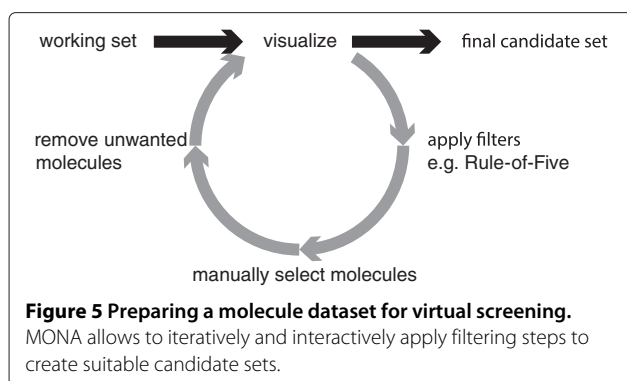 working set
visualize
final candidate set
remove unwanted
molecules
apply filters
e.g. Rule-of-Five
manually select molecules
Figure 5 Preparing a molecule dataset for virtual screening.
MONA allows to iteratively and interactively apply filtering steps to
create suitable candidate sets.